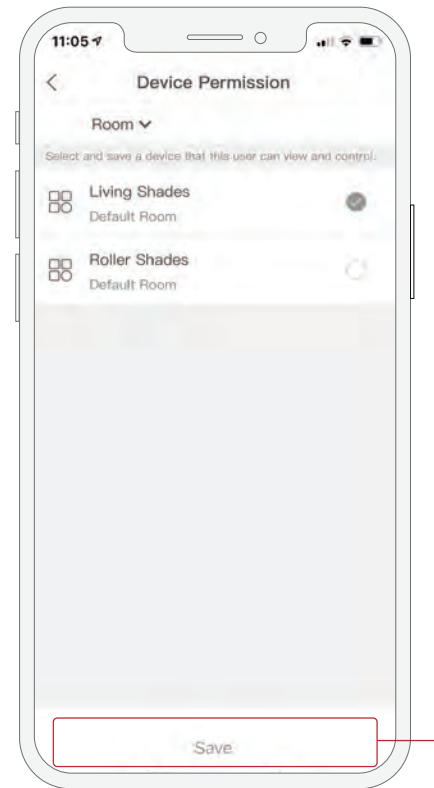 11:05
Device Permission
Room
Select and save a device that this user can view and control.
Living Shades
Default Room
Roller Shades
Default Room
Save